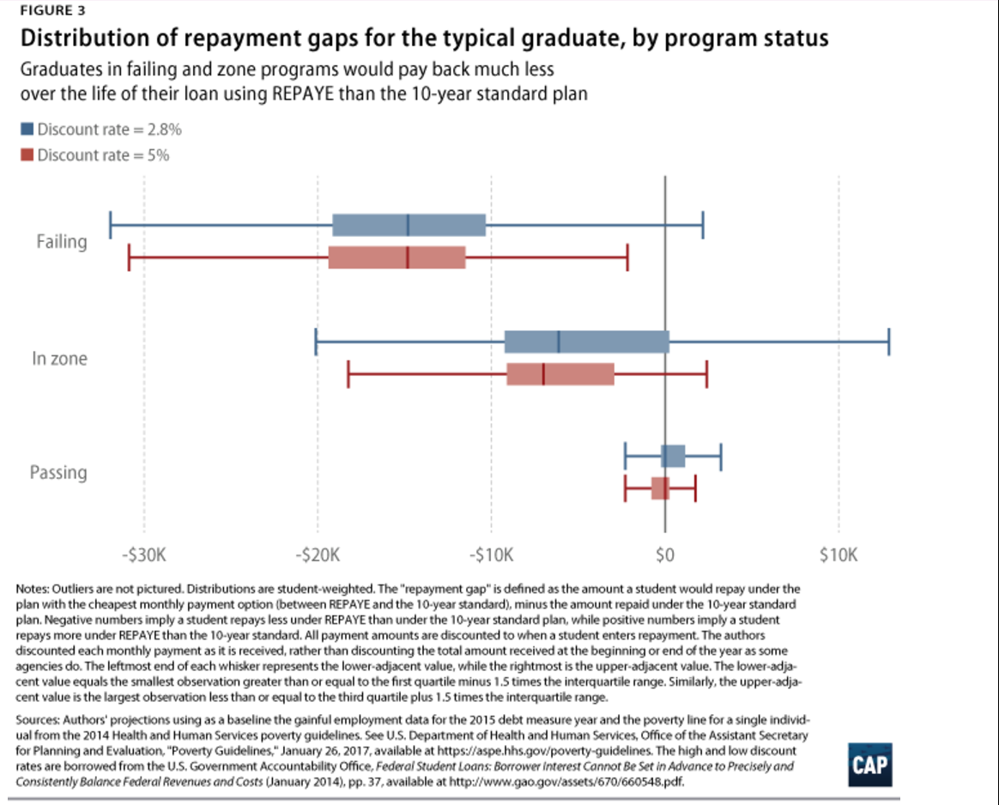 FIGURE 3
Distribution of repayment gaps for the typical graduate, by program status
Graduates in failing and zone programs would pay back much less
over the life of their loan using REPAYE than the 10-year standard plan
Discount rate = 2.8%
Discount rate = 5%
Failing
In zone
Passing
-$30K -$20K -$10K $0 $10K
Notes: Outliers are not pictured. Distributions are student-weighted. The "repayment gap" is defined as the amount a student would repay under the
plan with the cheapest monthly payment option (between REPAYE and the 10-year standard), minus the amount repaid under the 10-year standard
plan. Negative numbers imply a student repays less under REPAYE than under the 10-year standard plan, while positive numbers imply a student
repays more under REPAYE than the 10-year standard. All payment amounts are discounted to when a student enters repayment. The authors
discounted each monthly payment as it is received, rather than discounting the total amount received at the beginning or end of the year as some
agencies do. The leftmost end of each whisker represents the lower-adjacent value, while the rightmost is the upper-adjacent value. The lower-adja-
cent value equals the smallest observation greater than or equal to the first quartile minus 1.5 times the interquartile range. Similarly, the upper-adja-
cent value is the largest observation less than or equal to the third quartile plus 1.5 times the interquartile range.
Sources: Authors' projections using as a baseline the gainful employment data for the 2015 debt measure year and the poverty line for a single individ-
ual from the 2014 Health and Human Services poverty guidelines. See U.S. Department of Health and Human Services, Office of the Assistant Secretary
for Planning and Evaluation, "Poverty Guidelines," January 26, 2017, available at https://aspe.hhs.gov/poverty-guidelines. The high and low discount
rates are borrowed from the U.S. Government Accountability Office, Federal Student Loans: Borrower Interest Cannot Be Set in Advance to Precisely and
Consistently Balance Federal Revenues and Costs (January 2014), pp. 37, available at http://www.gao.gov/assets/670/660548.pdf.
CAP